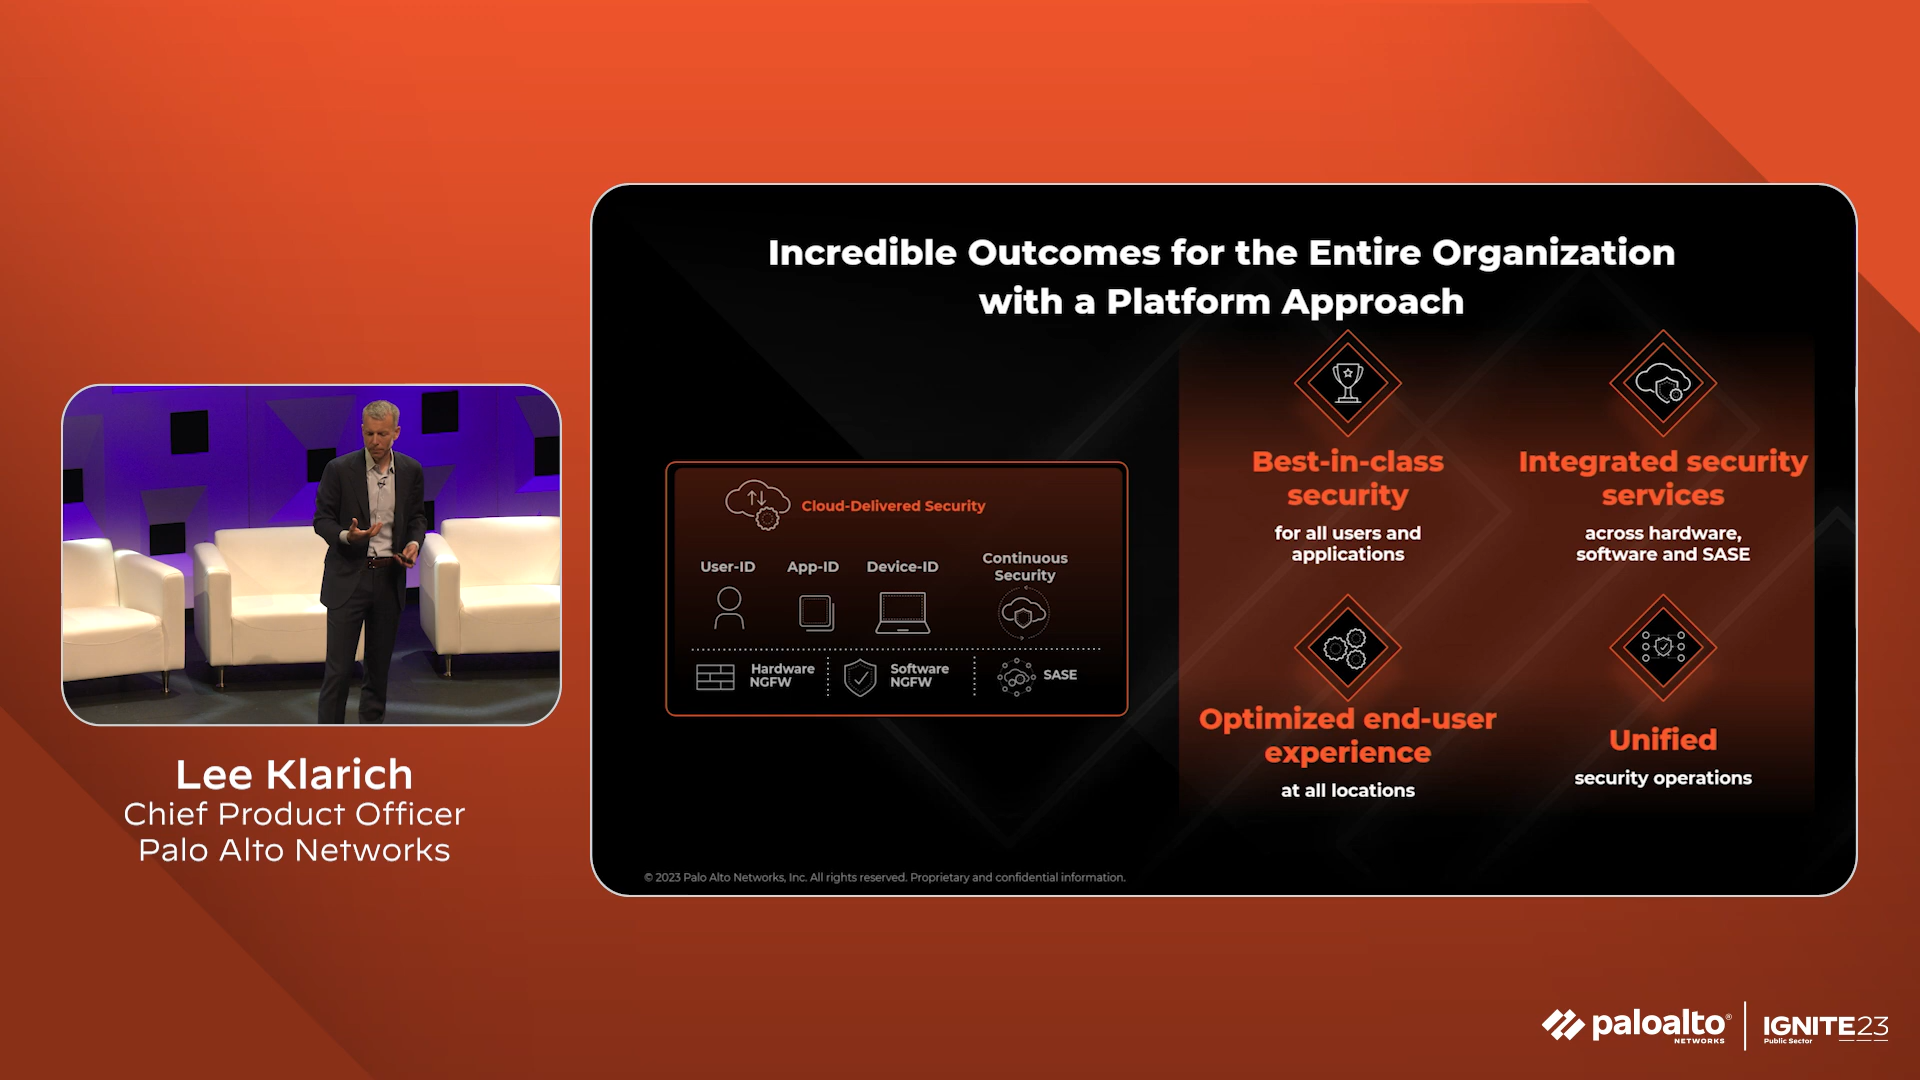 Incredible Outcomes for the Entire Organization
with a Platform Approach
Cloud-Delivered Security
User-ID
App-ID
Device-ID
Continuous
Security
Hardware
NGFW
Software
NGFW
SASE
Best-in-class
security
for all users and
applications
Integrated security
services
across hardware,
software and SASE
Optimized end-user
experience
at all locations
Unified
security operations
© 2023 Palo Alto Networks, Inc. All rights reserved. Proprietary and confidential information.
Lee Klarich
Chief Product Officer
Palo Alto Networks
paloalto®
NETWORKS
IGNITE23
Public Sector